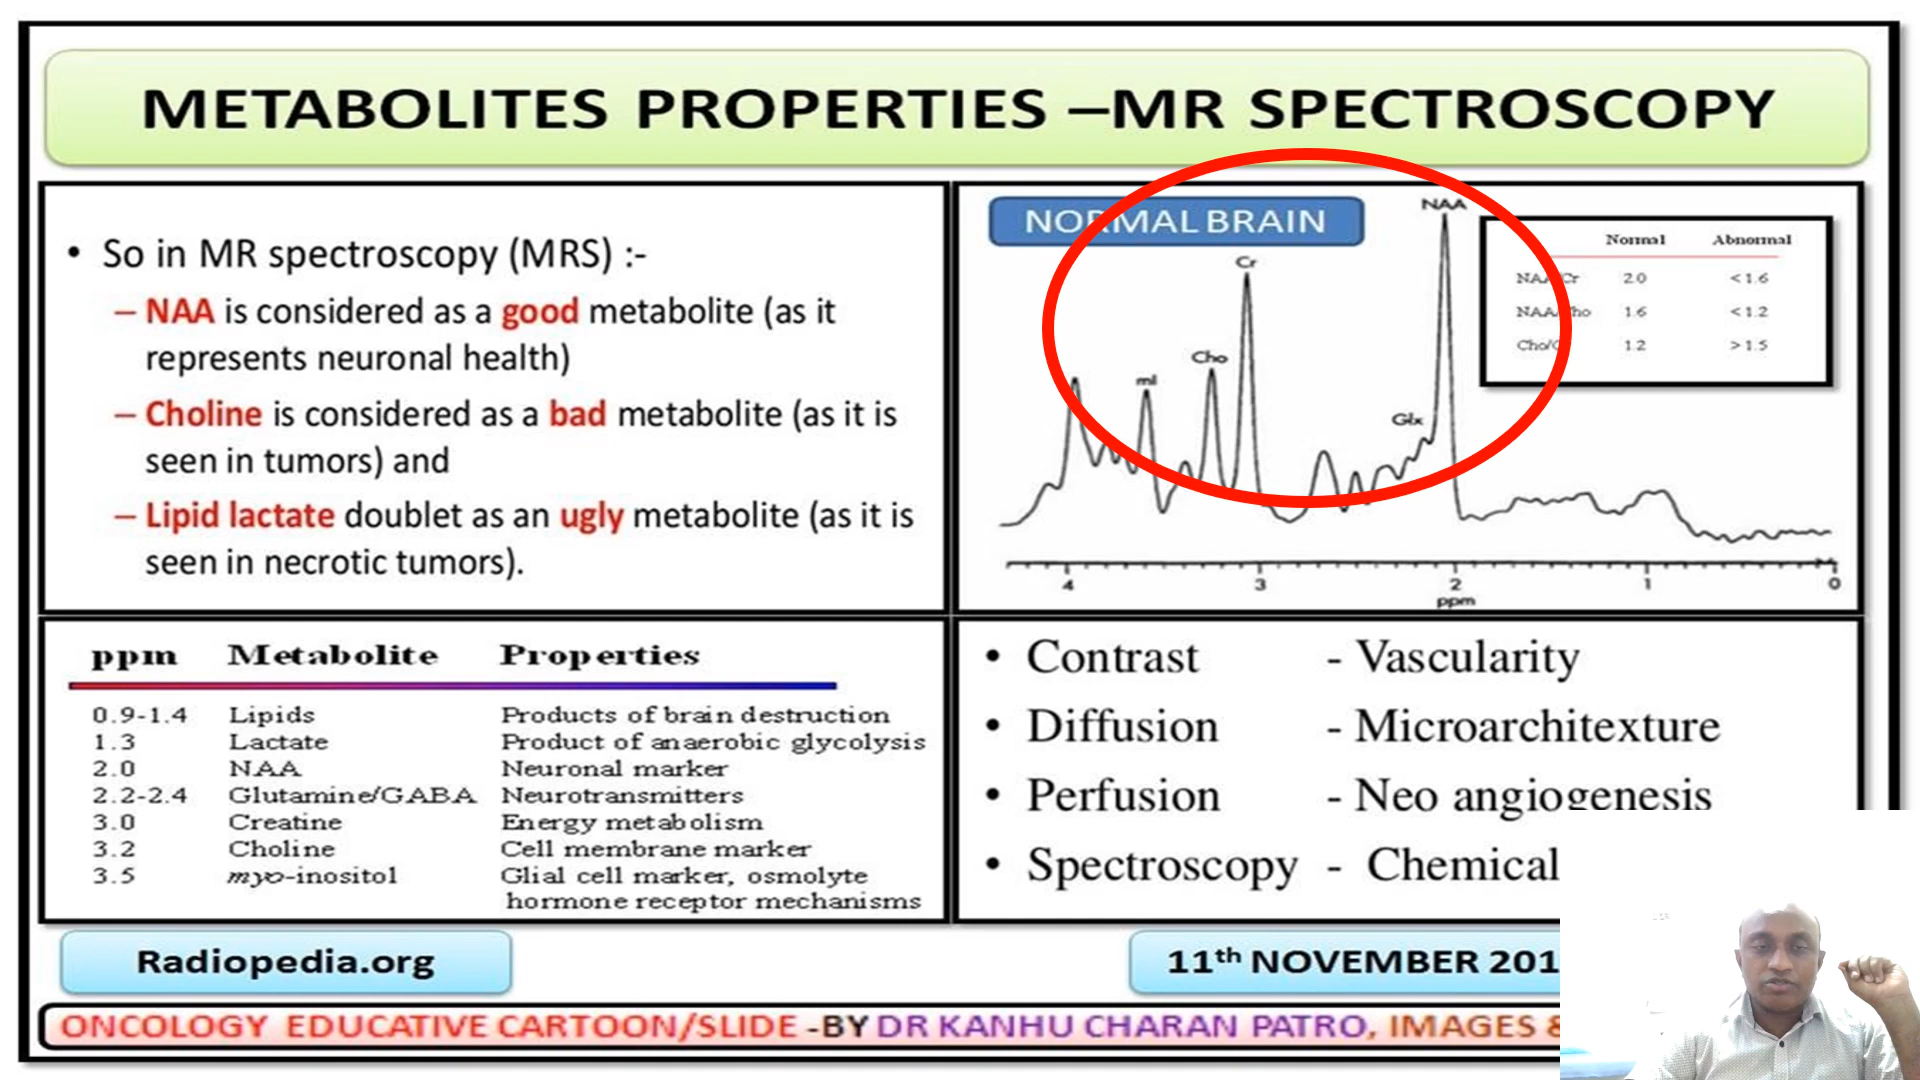 METABOLITES PROPERTIES –MR SPECTROSCOPY
• So in MR spectroscopy (MRS) :-
– NAA is considered as a good metabolite (as it
represents neuronal health)
– Choline is considered as a bad metabolite (as it is
seen in tumors) and
– Lipid lactate doublet as an ugly metabolite (as it is
seen in necrotic tumors).
NORMAL BRAIN
NAA
Cr
Cho
mI
Glx
4 3 2 1 0
ppm
Normal Abnormal
NAA/Cr 2.0 <1.6
NAA/Cho 1.6 <1.2
Cho/C 1.2 >1.5
ppm Metabolite Properties
0.9-1.4 Lipids Products of brain destruction
1.3 Lactate Product of anaerobic glycolysis
2.0 NAA Neuronal marker
2.2-2.4 Glutamine/GABA Neurotransmitters
3.0 Creatine Energy metabolism
3.2 Choline Cell membrane marker
3.5 myo-inositol Glial cell marker, osmolyte
hormone receptor mechanisms
• Contrast - Vascularity
• Diffusion - Microarchitexture
• Perfusion - Neo angiogenesis
• Spectroscopy - Chemical
Radiopedia.org
11th NOVEMBER 201
ONCOLOGY EDUCATIVE CARTOON/SLIDE -BY DR KANHU CHARAN PATRO, IMAGES &